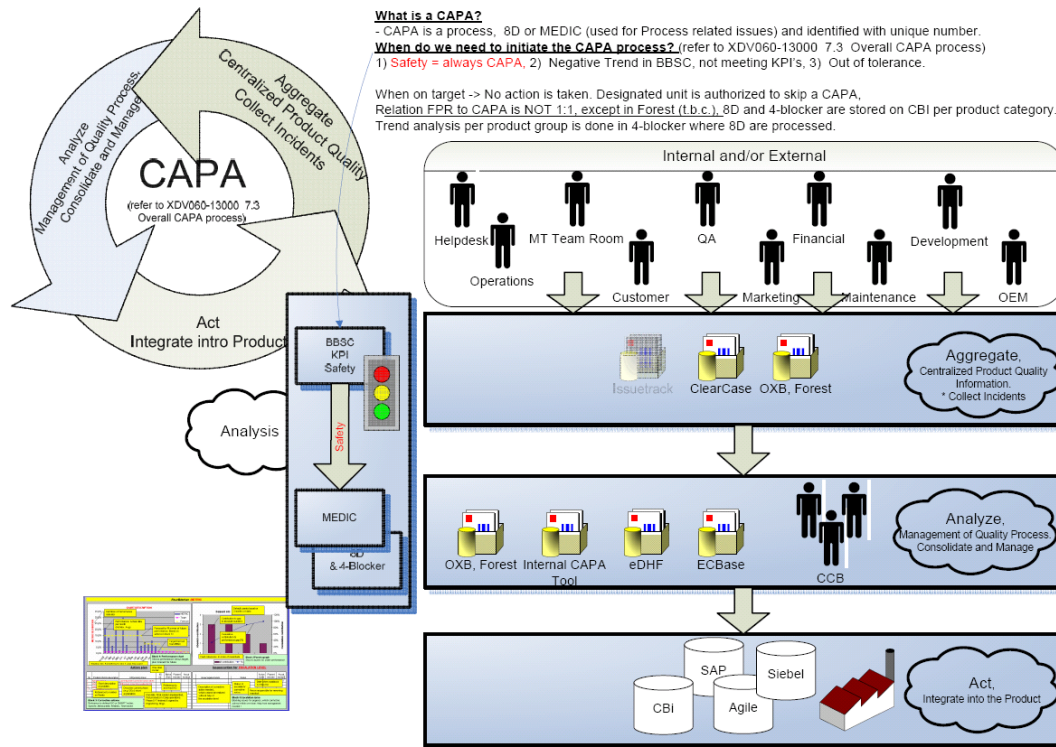 What is a CAPA?
- CAPA is a process, 8D or MEDIC (used for Process related issues) and identified with unique number.
When do we need to initiate the CAPA process? (refer to XDV060-13000 7.3 Overall CAPA process)
1) Safety = always CAPA, 2) Negative Trend in BBSC, not meeting KPI's, 3) Out of tolerance.
When on target -> No action is taken. Designated unit is authorized to skip a CAPA,
Relation FPR to CAPA is NOT 1:1, except in Forest (t.b.c.), 8D and 4-blocker are stored on CBI per product category.
Trend analysis per product group is done in 4-blocker where 8D are processed.
Aggregate
Centralized Product Quality
Collect Incidents
Analyze
Management of Quality Process.
Consolidate and Manage
CAPA
(refer to XDV060-13000 7.3
Overall CAPA process)
Act
Integrate intro Product
BBSC
KPI
Safety
Safety
Analysis
MEDIC
8D
& 4-Blocker
Internal and/or External
Helpdesk
MT Team Room
QA
Financial
Development
Operations
Customer
Marketing
Maintenance
OEM
Issuetrack
ClearCase
OXB, Forest
Aggregate,
Centralized Product Quality
Information.
* Collect Incidents
OXB, Forest
Internal CAPA
Tool
eDHF
ECBase
CCB
Analyze,
Management of Quality Process.
Consolidate and Manage
SAP
Siebel
CBi
Agile
Act,
Integrate into the Product